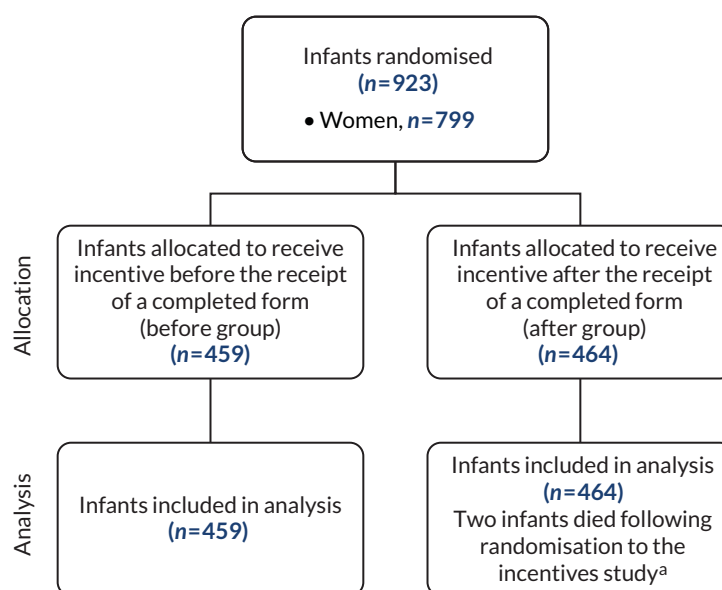 Infants randomised
(n=923)
• Women, n=799
Allocation
Infants allocated to receive
incentive before the receipt
of a completed form
(before group)
(n=459)
Infants allocated to receive
incentive after the receipt
of a completed form
(after group)
(n=464)
Analysis
Infants included in analysis
(n=459)
Infants included in analysis
(n=464)
Two infants died following
randomisation to the
incentives studyᵃ